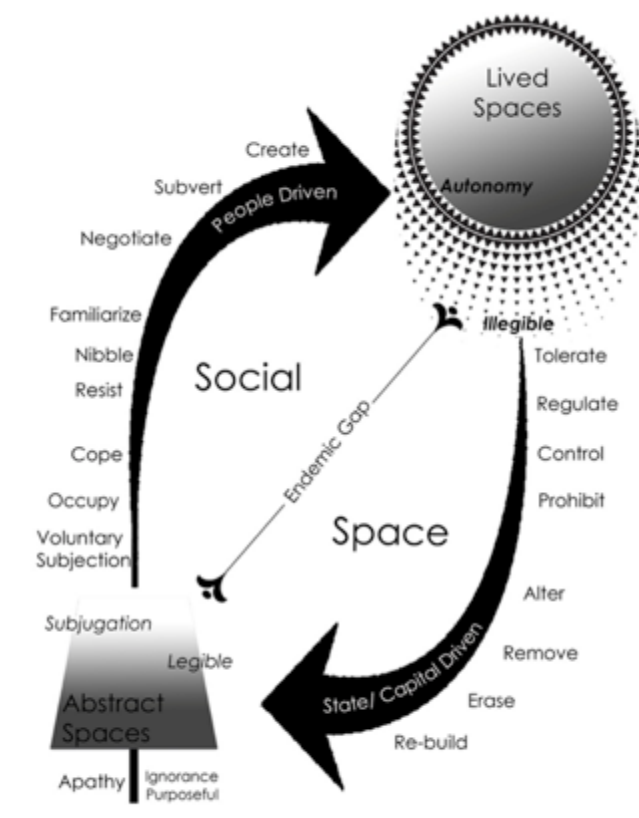 Lived
Spaces
Autonomy
Illegible
Create
Subvert
Negotiate
Familiarize
Nibble
Resist
Cope
Occupy
Voluntary
Subjection
People Driven
Social
Endemic Gap
Space
Tolerate
Regulate
Control
Prohibit
Alter
Remove
Erase
Re-build
State/ Capital Driven
Subjugation
Legible
Abstract
Spaces
Apathy
Ignorance
Purposeful